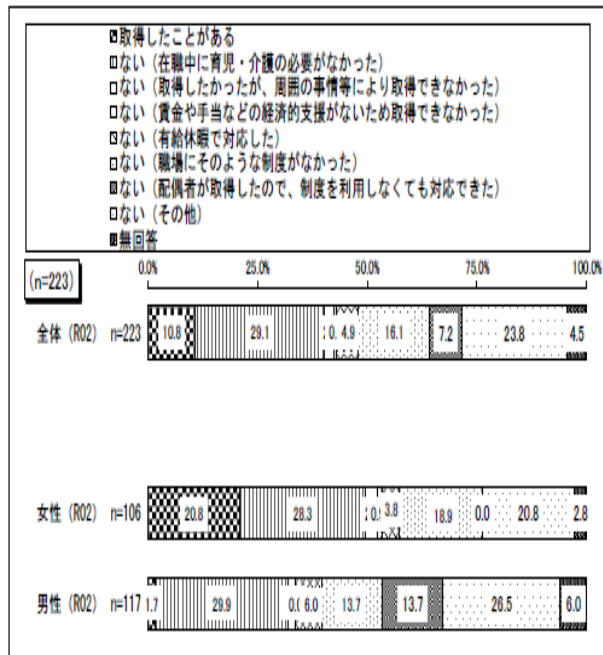 取得したことがある
ない（在職中に育児・介護の必要がなかった）
ない（取得したかったが、周囲の事情等により取得できなかった）
ない（賃金や手当などの経済的支援がないため取得できなかった）
ない（有給休暇で対応した）
ない（職場にそのような制度がなかった）
ない（配偶者が取得したので、制度を利用しなくても対応できた）
ない（その他）
無回答
(n=223) 0.0% 25.0% 50.0% 75.0% 100.0%
全体（R02） n=223 10.8 29.1 4.9 16.1 7.2 23.8 4.5
女性（R02） n=106 20.8 28.3 3.8 18.9 0.0 20.8 2.8
男性（R02） n=117 1.7 29.9 6.0 13.7 13.7 26.5 6.0